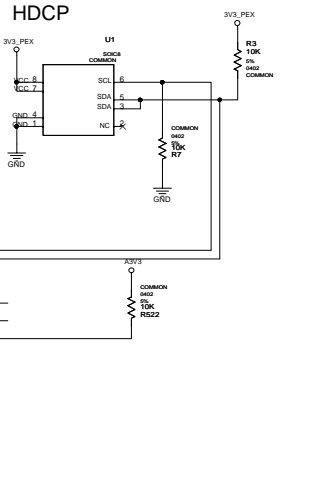 HDCP
3V3_PEX
3V3_PEX
U1
SOIC8
COMMON
R3
10K
5%
0402
COMMON
VCC 8
VCC 7
GND 4
GND 1
SCL 6
SDA 5
SDA 3
NC 2
GND
COMMON
0402
5%
10K
R7
GND
A3V3
COMMON
0402
5%
10K
R522